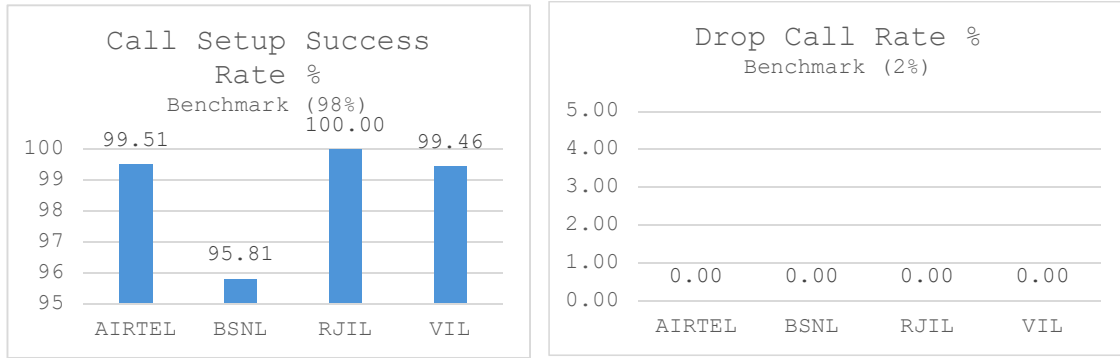 Call Setup Success
Rate %
Benchmark (98%)
99.51
95.81
100.00
99.46
100
99
98
97
96
95
AIRTEL BSNL RJIL VIL
Drop Call Rate %
Benchmark (2%)
5.00
4.00
3.00
2.00
1.00
0.00
0.00 0.00 0.00 0.00
AIRTEL BSNL RJIL VIL